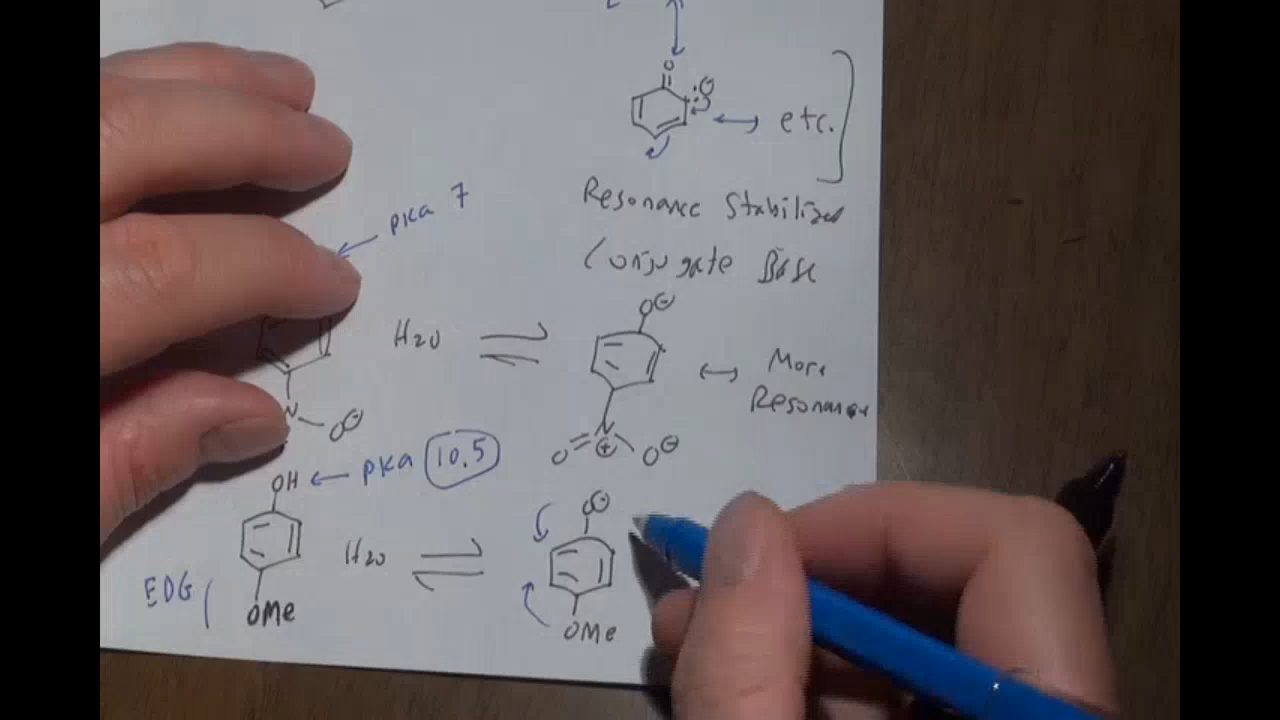 O
⊖
etc.
pka 7
Resonance Stabilized
Conjugate Base
O⊖
H2O
More
Resonance
N
O⊖
O
N
⊕
O⊖
OH
pka 10.5
O⊖
H2O
EDG
OMe
OMe